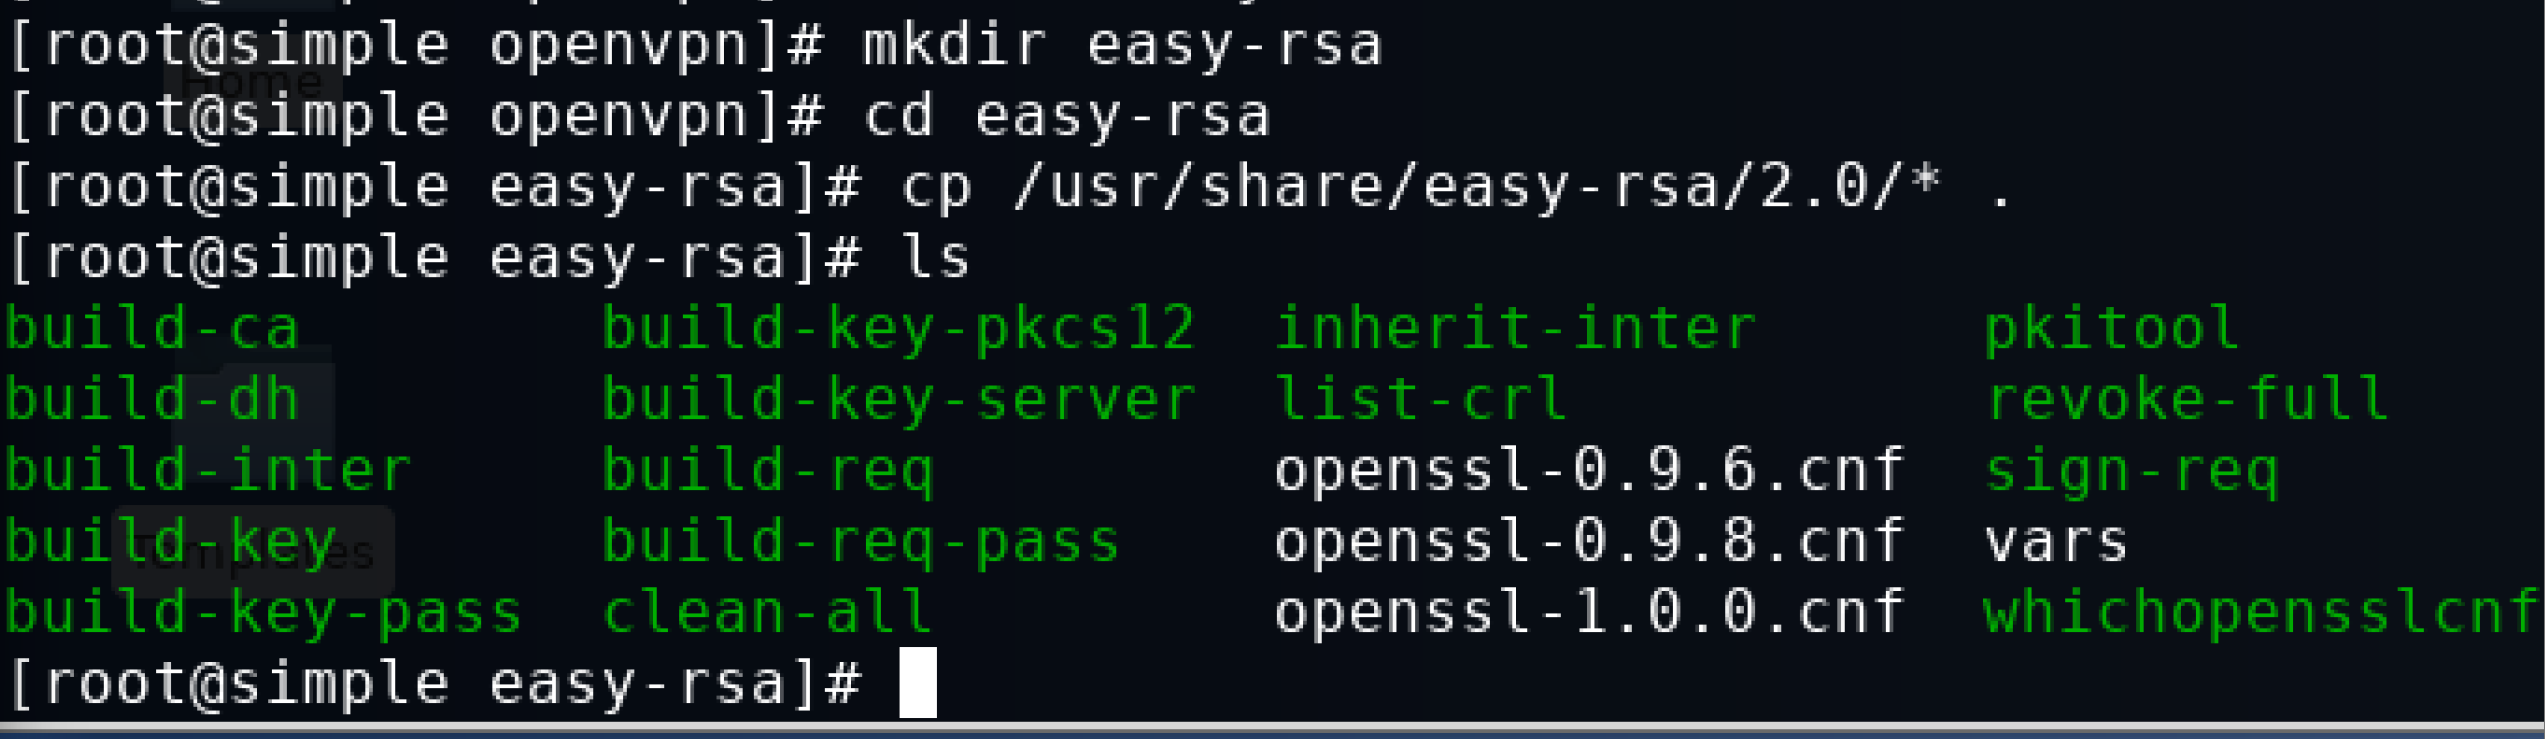 [root@simple openvpn]# mkdir easy-rsa
Home
[root@simple openvpn]# cd easy-rsa
[root@simple easy-rsa]# cp /usr/share/easy-rsa/2.0/* .
[root@simple easy-rsa]# ls
build-ca build-key-pkcs12 inherit-inter pkitool
build-dh build-key-server list-crl revoke-full
build-inter build-req openssl-0.9.6.cnf sign-req
build-key build-req-pass openssl-0.9.8.cnf vars
Templates
build-key-pass clean-all openssl-1.0.0.cnf whichopensslcnf
[root@simple easy-rsa]#